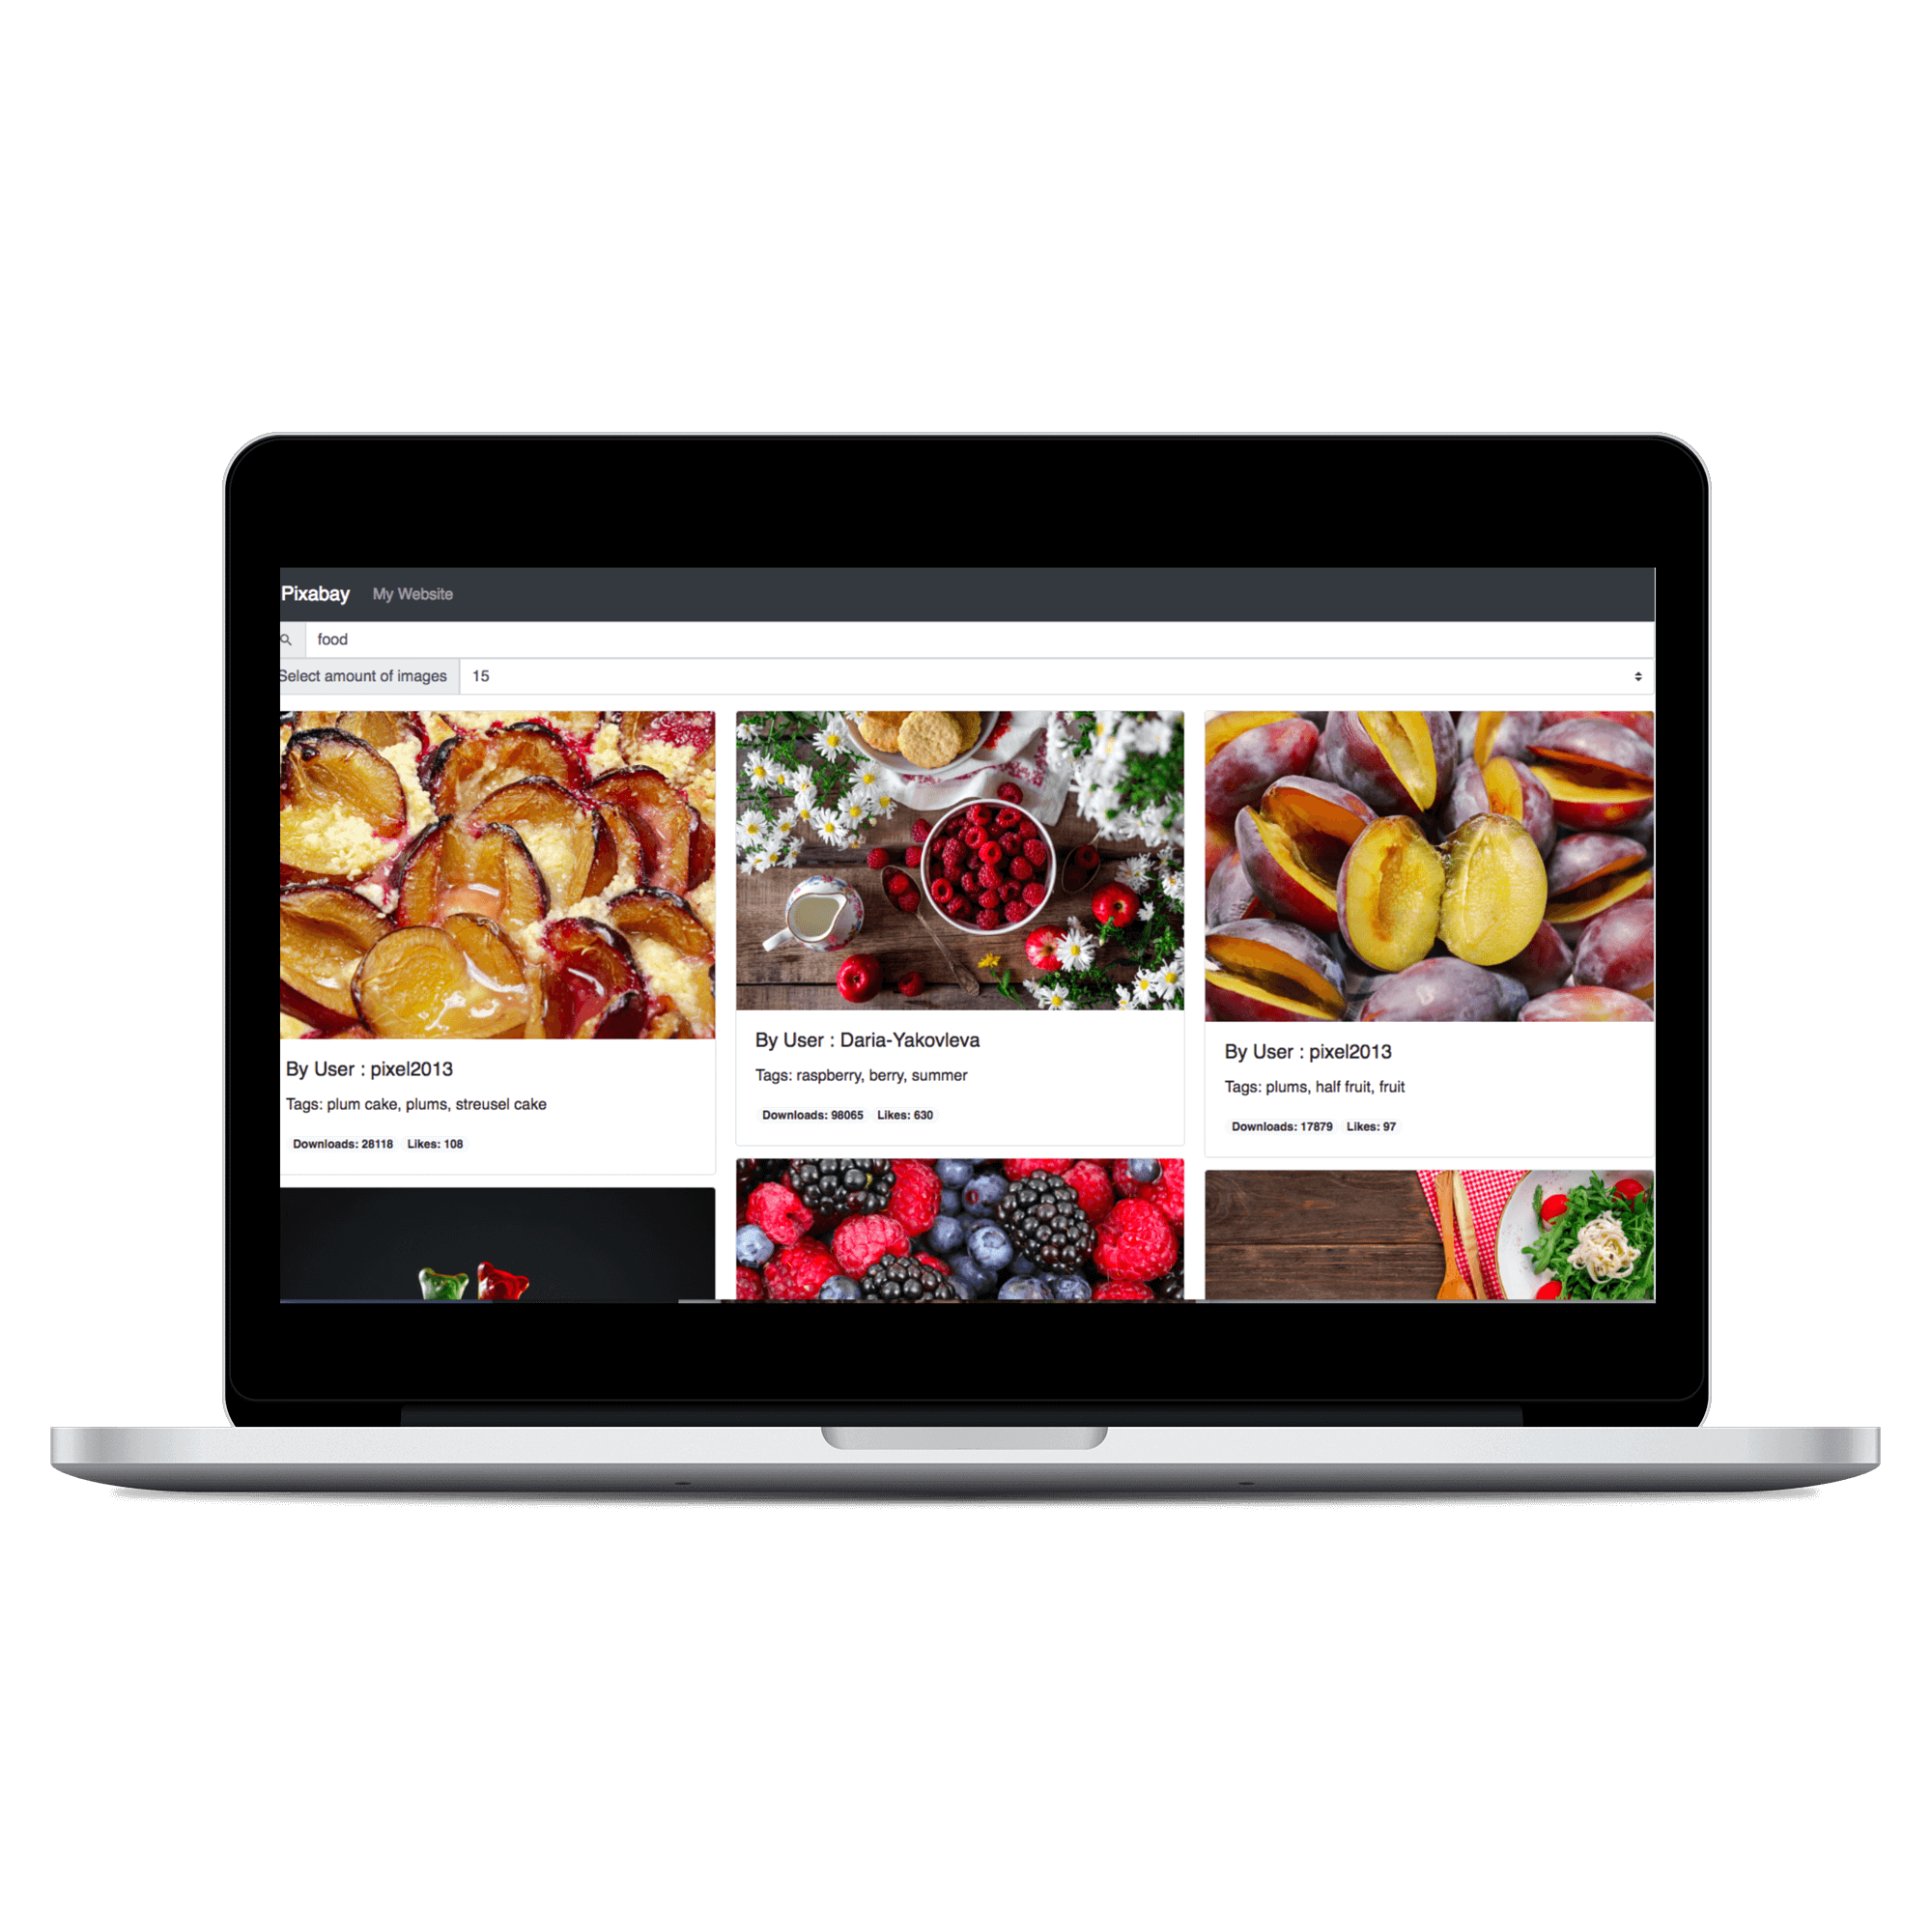 Pixabay My Website
food
Select amount of images 15
By User : pixel2013
Tags: plum cake, plums, streusel cake
Downloads: 28118 Likes: 108
By User : Daria-Yakovleva
Tags: raspberry, berry, summer
Downloads: 98065 Likes: 630
By User : pixel2013
Tags: plums, half fruit, fruit
Downloads: 17879 Likes: 97